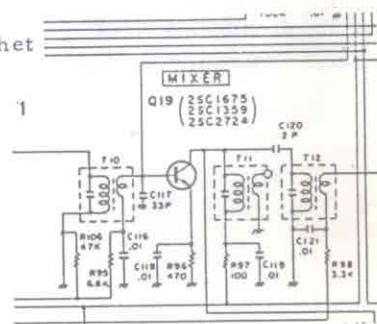 het
MIXER
1
Q19 (2SC1675
2SC1359
2SC2724)
C120
2P
T10
T11
T12
C117
33P
R106
47K
C116
.01
R95
6.8K
C118
.01
R96
470
R97
100
C119
.01
C121
.01
R98
3.3K